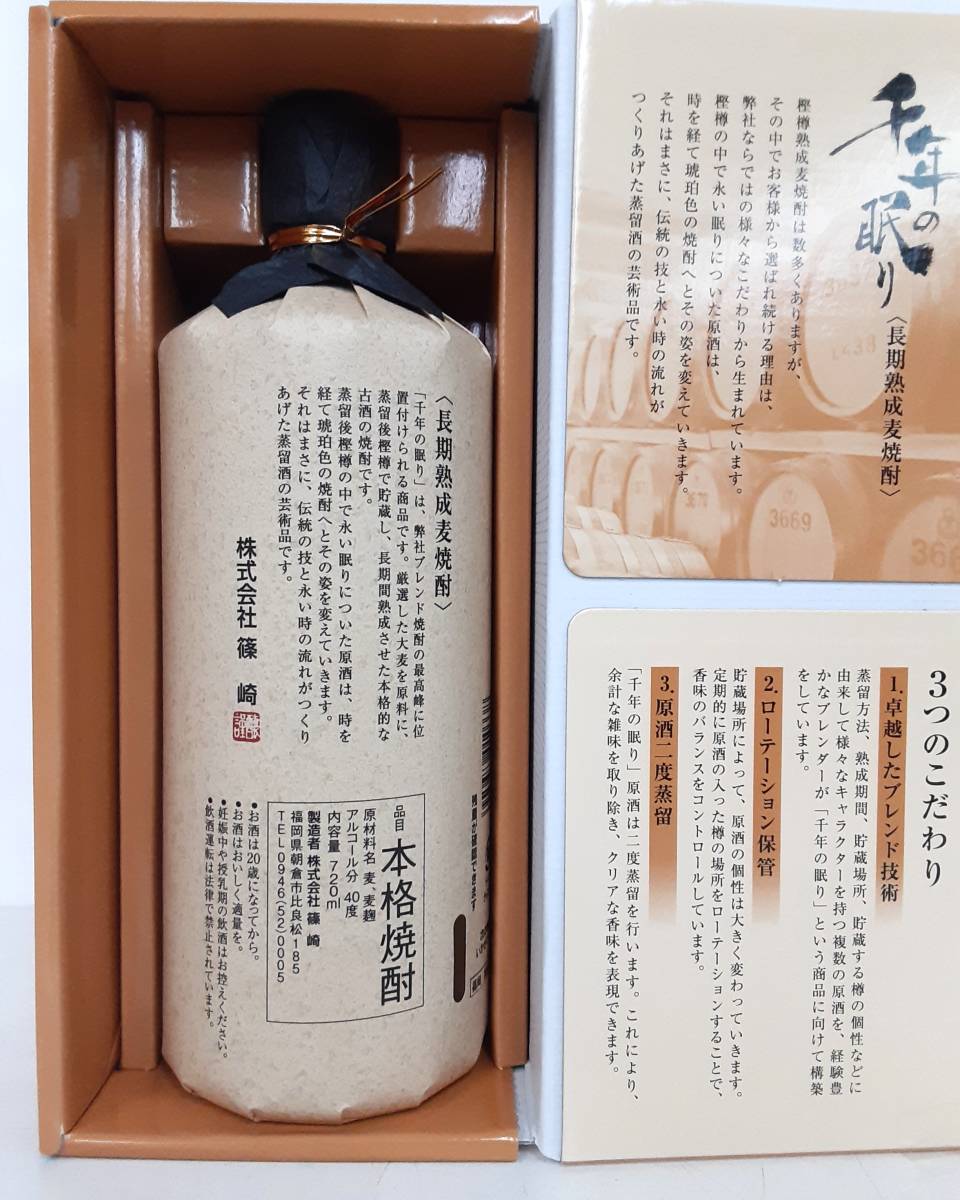 千年の眠り
〈長期熟成麦焼酎〉
樫樽熟成麦焼酎は数多くありますが、
その中でお客様から選ばれ続ける理由は、
弊社ならではの様々なこだわりから生まれています。
樫樽の中で永い眠りについた原酒は、
時を経て琥珀色の焼酎へとその姿を変えていきます。
それはまさに、伝統の技と永い時の流れが
つくりあげた蒸留酒の芸術品です。
3669
3つのこだわり
1.卓越したブレンド技術
蒸留方法、熟成期間、貯蔵場所、貯蔵する樽の個性などに
由来して様々なキャラクターを持つ複数の原酒を、経験豊
かなブレンダーが「千年の眠り」という商品に向けて構築
をしています。
2.ローテーション保管
貯蔵場所によって、原酒の個性は大きく変わっていきます。
定期的に原酒の入った樽の場所をローテーションすることで、
香味のバランスをコントロールしています。
3.原酒二度蒸留
「千年の眠り」原酒は二度蒸留を行います。これにより、
余計な雑味を取り除き、クリアな香味を表現できます。
〈長期熟成麦焼酎〉
「千年の眠り」は、弊社ブレンド焼酎の最高峰に位
置付けられる商品です。厳選した大麦を原料に、
蒸留後樫樽で貯蔵し、長期間熟成させた本格的な
古酒の焼酎です。
蒸留後樫樽の中で永い眠りについた原酒は、時を
経て琥珀色の焼酎へとその姿を変えていきます。
それはまさに、伝統の技と永い時の流れがつくり
あげた蒸留酒の芸術品です。
株式会社 篠崎
残量が確認できます
品目 本格焼酎
原材料名 麦、麦麹
アルコール分 40度
内容量 720ml
製造者 株式会社 篠崎
福岡県朝倉市比良松185
TEL0946(52)0005
●お酒は20歳になってから。
●お酒はおいしく適量を。
●妊娠中や授乳期の飲酒はお控えください。
●飲酒運転は法律で禁止されています。